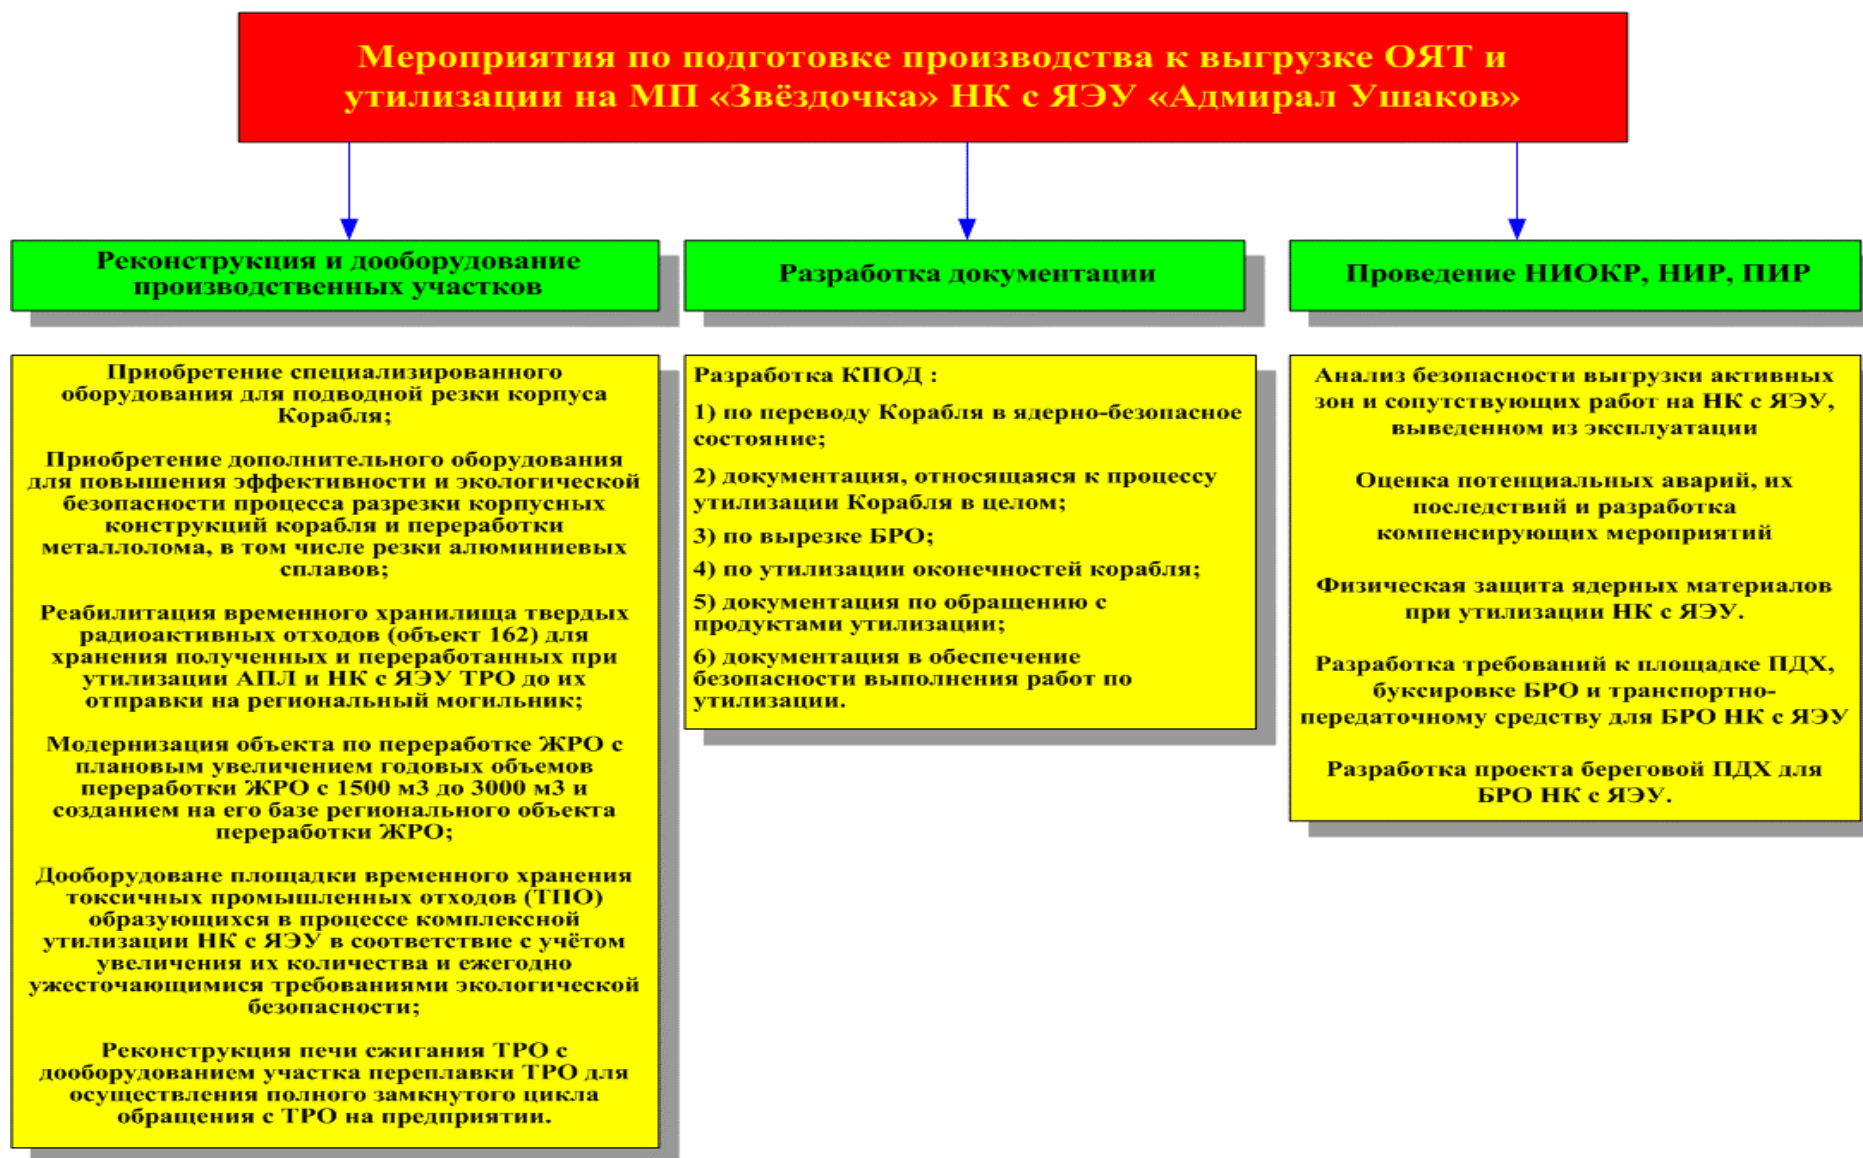 Мероприятия по подготовке производства к выгрузке ОЯТ и
утилизации на МП «Звёздочка» НК с ЯЭУ «Адмирал Ушаков»
Реконструкция и дооборудование
производственных участков
Приобретение специализированного
оборудования для подводной резки корпуса
Корабля;
Приобретение дополнительного оборудования
для повышения эффективности и экологической
безопасности процесса разрезки корпусных
конструкций корабля и переработки
металлолома, в том числе резки алюминиевых
сплавов;
Реабилитация временного хранилища твердых
радиоактивных отходов (объект 162) для
хранения полученных и переработанных при
утилизации АПЛ и НК с ЯЭУ ТРО до их
отправки на региональный могильник;
Модернизация объекта по переработке ЖРО с
плановым увеличением годовых объемов
переработки ЖРО с 1500 м3 до 3000 м3 и
созданием на его базе регионального объекта
переработки ЖРО;
Дооборудоване площадки временного хранения
токсичных промышленных отходов (ТПО)
образующихся в процессе комплексной
утилизации НК с ЯЭУ в соответствие с учётом
увеличения их количества и ежегодно
ужесточающимися требованиями экологической
безопасности;
Реконструкция печи сжигания ТРО с
дооборудованием участка переплавки ТРО для
осуществления полного замкнутого цикла
обращения с ТРО на предприятии.
Разработка документации
Разработка КПОД :
1) по переводу Корабля в ядерно-безопасное
состояние;
2) документация, относящаяся к процессу
утилизации Корабля в целом;
3) по вырезке БРО;
4) по утилизации оконечностей корабля;
5) документация по обращению с
продуктами утилизации;
6) документация в обеспечение
безопасности выполнения работ по
утилизации.
Проведение НИОКР, НИР, ПИР
Анализ безопасности выгрузки активных
зон и сопутствующих работ на НК с ЯЭУ,
выведенном из эксплуатации
Оценка потенциальных аварий, их
последствий и разработка
компенсирующих мероприятий
Физическая защита ядерных материалов
при утилизации НК с ЯЭУ.
Разработка требований к площадке ПДХ,
буксировке БРО и транспортно-
передаточному средству для БРО НК с ЯЭУ
Разработка проекта береговой ПДХ для
БРО НК с ЯЭУ.